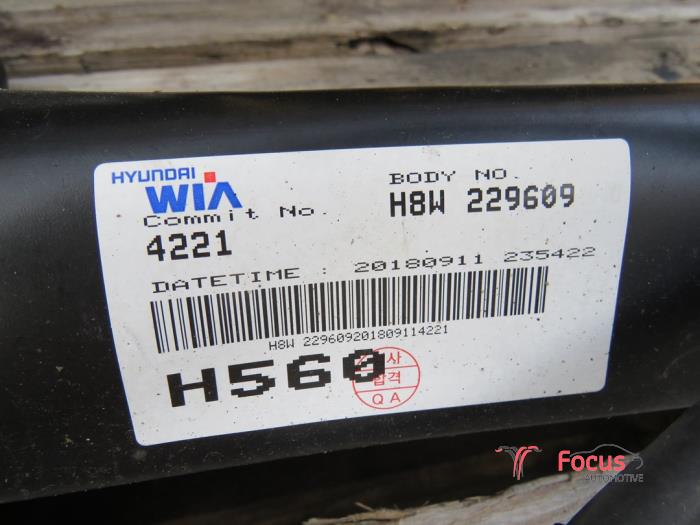 HYUNDAI
WIA
Commit No.
BODY NO.
4221
H8W 229609
DATETIME : 20180911 235422
H8W 229609201809114221
H560
검사
합격
QA
Focus
AUTOMOTIVE